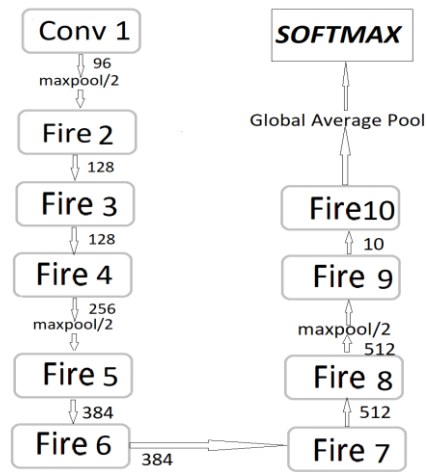 Conv 1
96
maxpool/2
Fire 2
128
Fire 3
128
Fire 4
256
maxpool/2
Fire 5
384
Fire 6
384
Fire 7
512
Fire 8
512
maxpool/2
Fire 9
10
Fire10
Global Average Pool
SOFTMAX